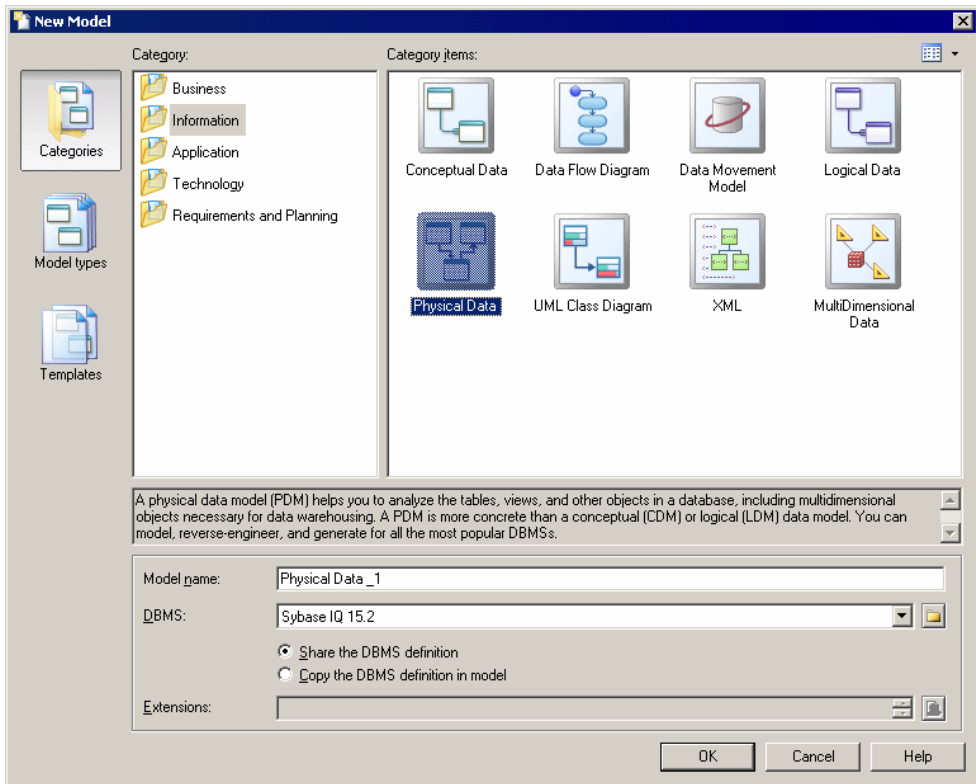 New Model
Category:
Category items:
Categories
Model types
Templates
Business
Information
Application
Technology
Requirements and Planning
Conceptual Data
Data Flow Diagram
Data Movement
Model
Logical Data
Physical Data
UML Class Diagram
XML
MultiDimensional
Data
A physical data model (PDM) helps you to analyze the tables, views, and other objects in a database, including multidimensional
objects necessary for data warehousing. A PDM is more concrete than a conceptual (CDM) or logical (LDM) data model. You can
model, reverse-engineer, and generate for all the most popular DBMSs.
Model name:
Physical Data _1
DBMS:
Sybase IQ 15.2
Share the DBMS definition
Copy the DBMS definition in model
Extensions:
OK
Cancel
Help